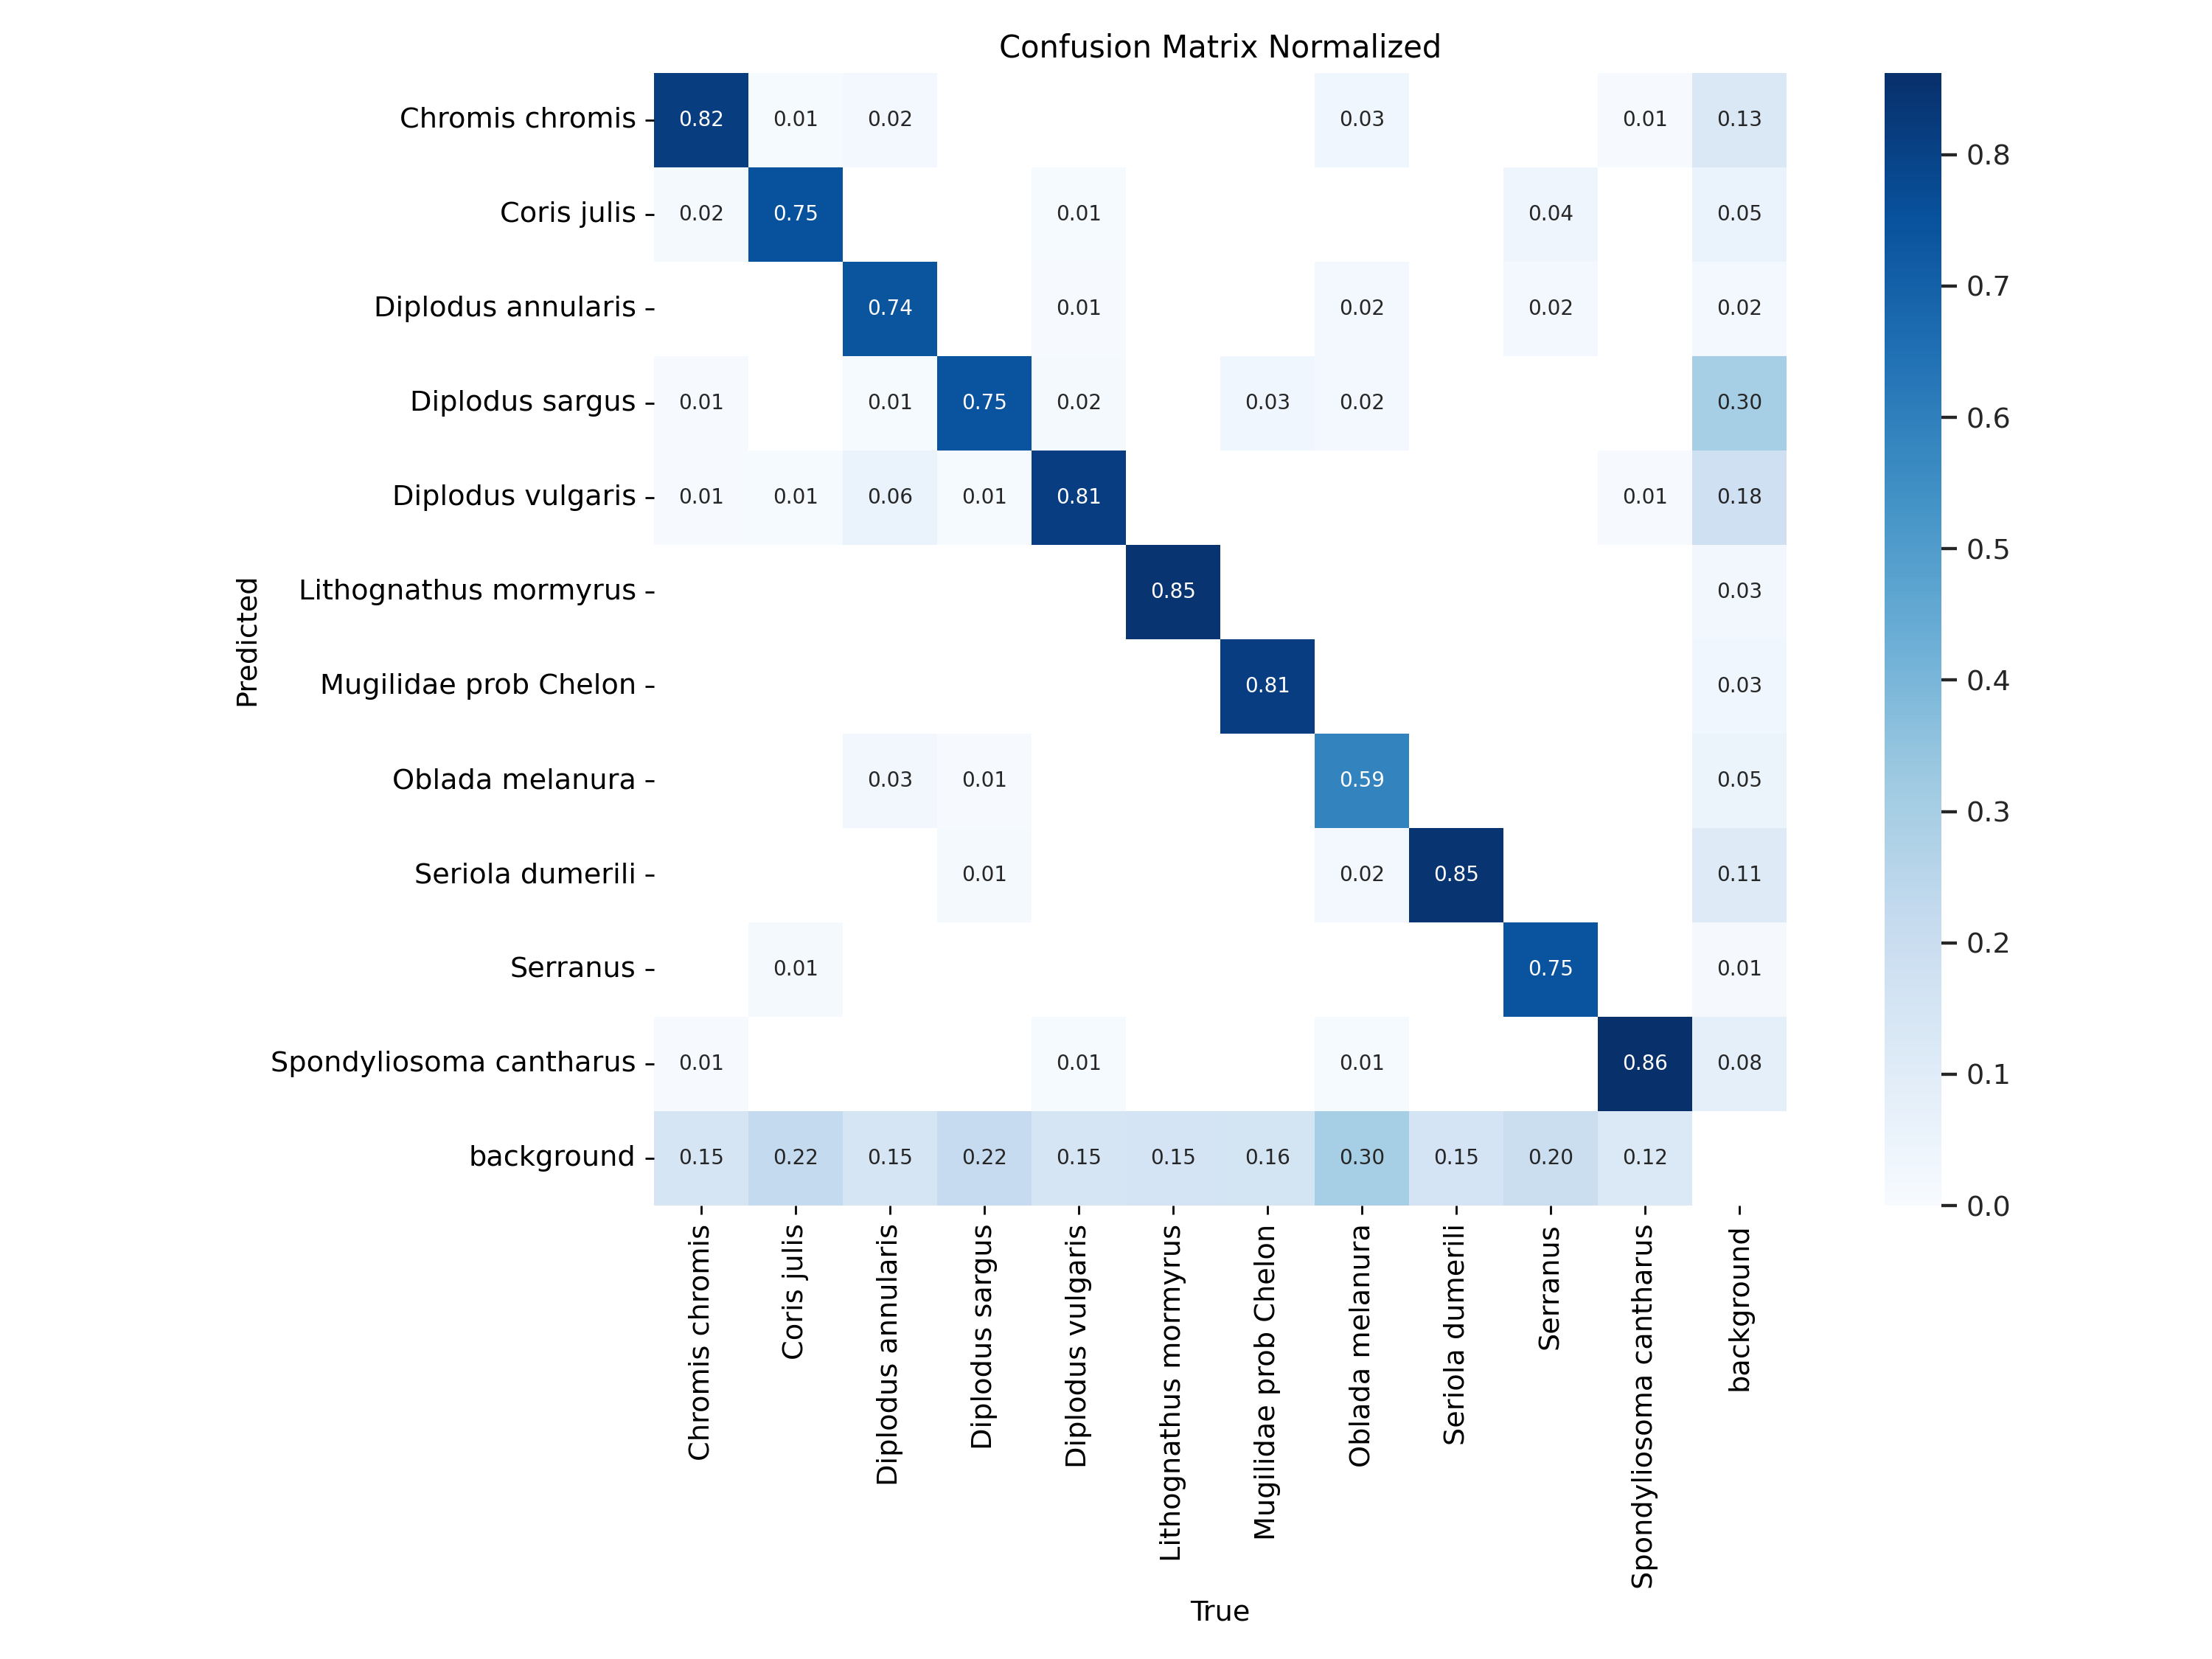 Confusion Matrix Normalized
Chromis chromis 0.82 0.01 0.02 0.03 0.01 0.13
Coris julis 0.02 0.75 0.01 0.04 0.05
Diplodus annularis 0.74 0.01 0.02 0.02 0.02
Diplodus sargus 0.01 0.01 0.75 0.02 0.03 0.02 0.30
Diplodus vulgaris 0.01 0.01 0.06 0.01 0.81 0.01 0.18
Lithognathus mormyrus 0.85 0.03
Mugilidae prob Chelon 0.81 0.03
Oblada melanura 0.03 0.01 0.59 0.05
Seriola dumerili 0.01 0.02 0.85 0.11
Serranus 0.01 0.75 0.01
Spondyliosoma cantharus 0.01 0.01 0.01 0.86 0.08
background 0.15 0.22 0.15 0.22 0.15 0.15 0.16 0.30 0.15 0.20 0.12
Predicted
Chromis chromis
Coris julis
Diplodus annularis
Diplodus sargus
Diplodus vulgaris
Lithognathus mormyrus
Mugilidae prob Chelon
Oblada melanura
Seriola dumerili
Serranus
Spondyliosoma cantharus
background
True
0.8
0.7
0.6
0.5
0.4
0.3
0.2
0.1
0.0